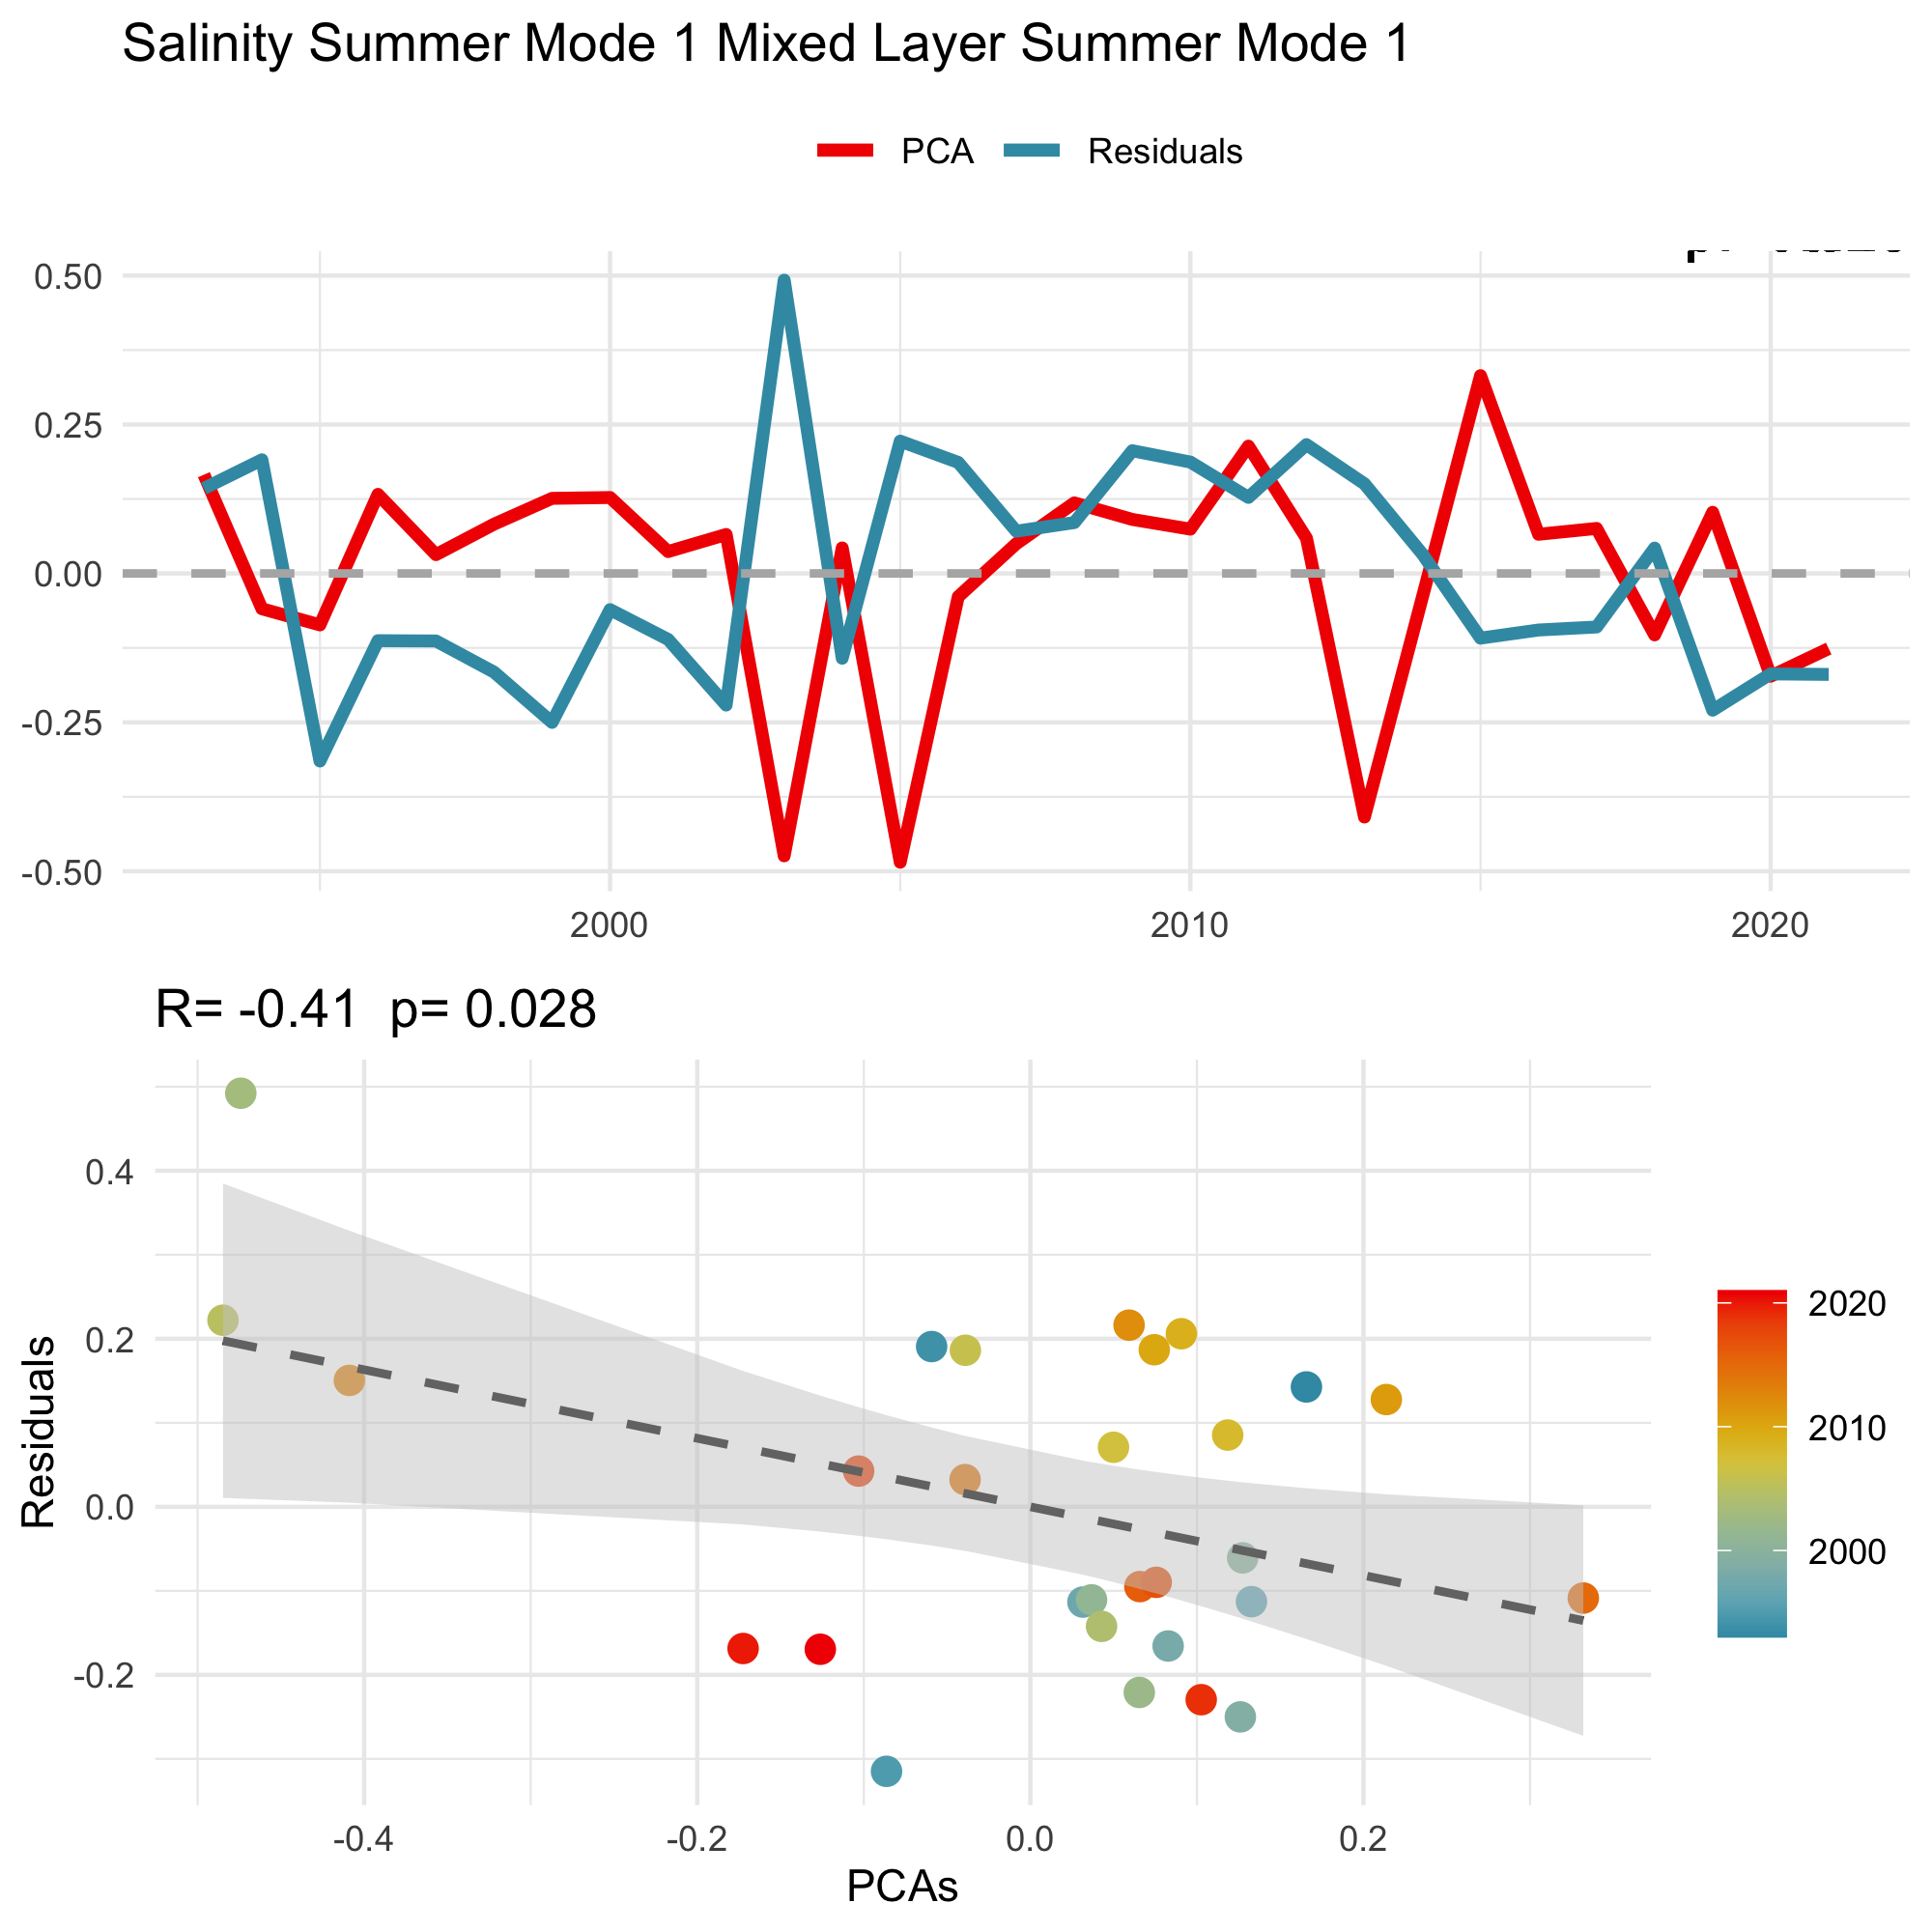 Salinity Summer Mode 1 Mixed Layer Summer Mode 1
PCA Residuals
0.50
0.25
0.00
-0.25
-0.50
2000 2010 2020
R= -0.41 p= 0.028
Residuals
0.4
0.2
0.0
-0.2
-0.4 -0.2 0.0 0.2
PCAs
2020
2010
2000